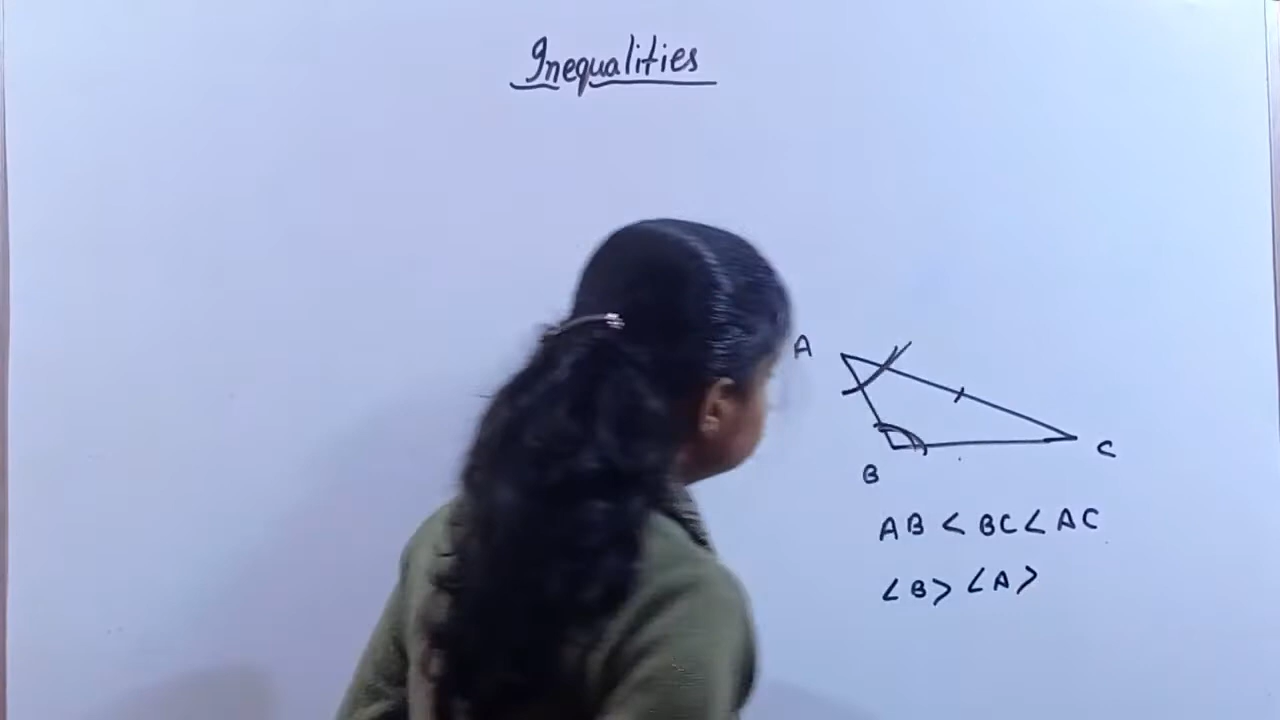 Inequalities
A
B
C
AB < BC < AC
<B> <A>